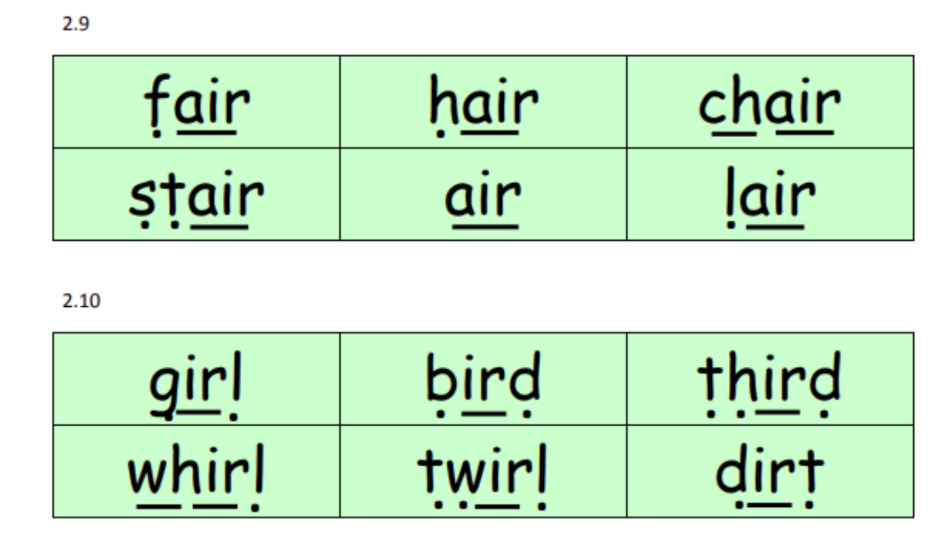 2.9
fair hair chair
stair air lair
2.10
girl bird third
whirl twirl dirt